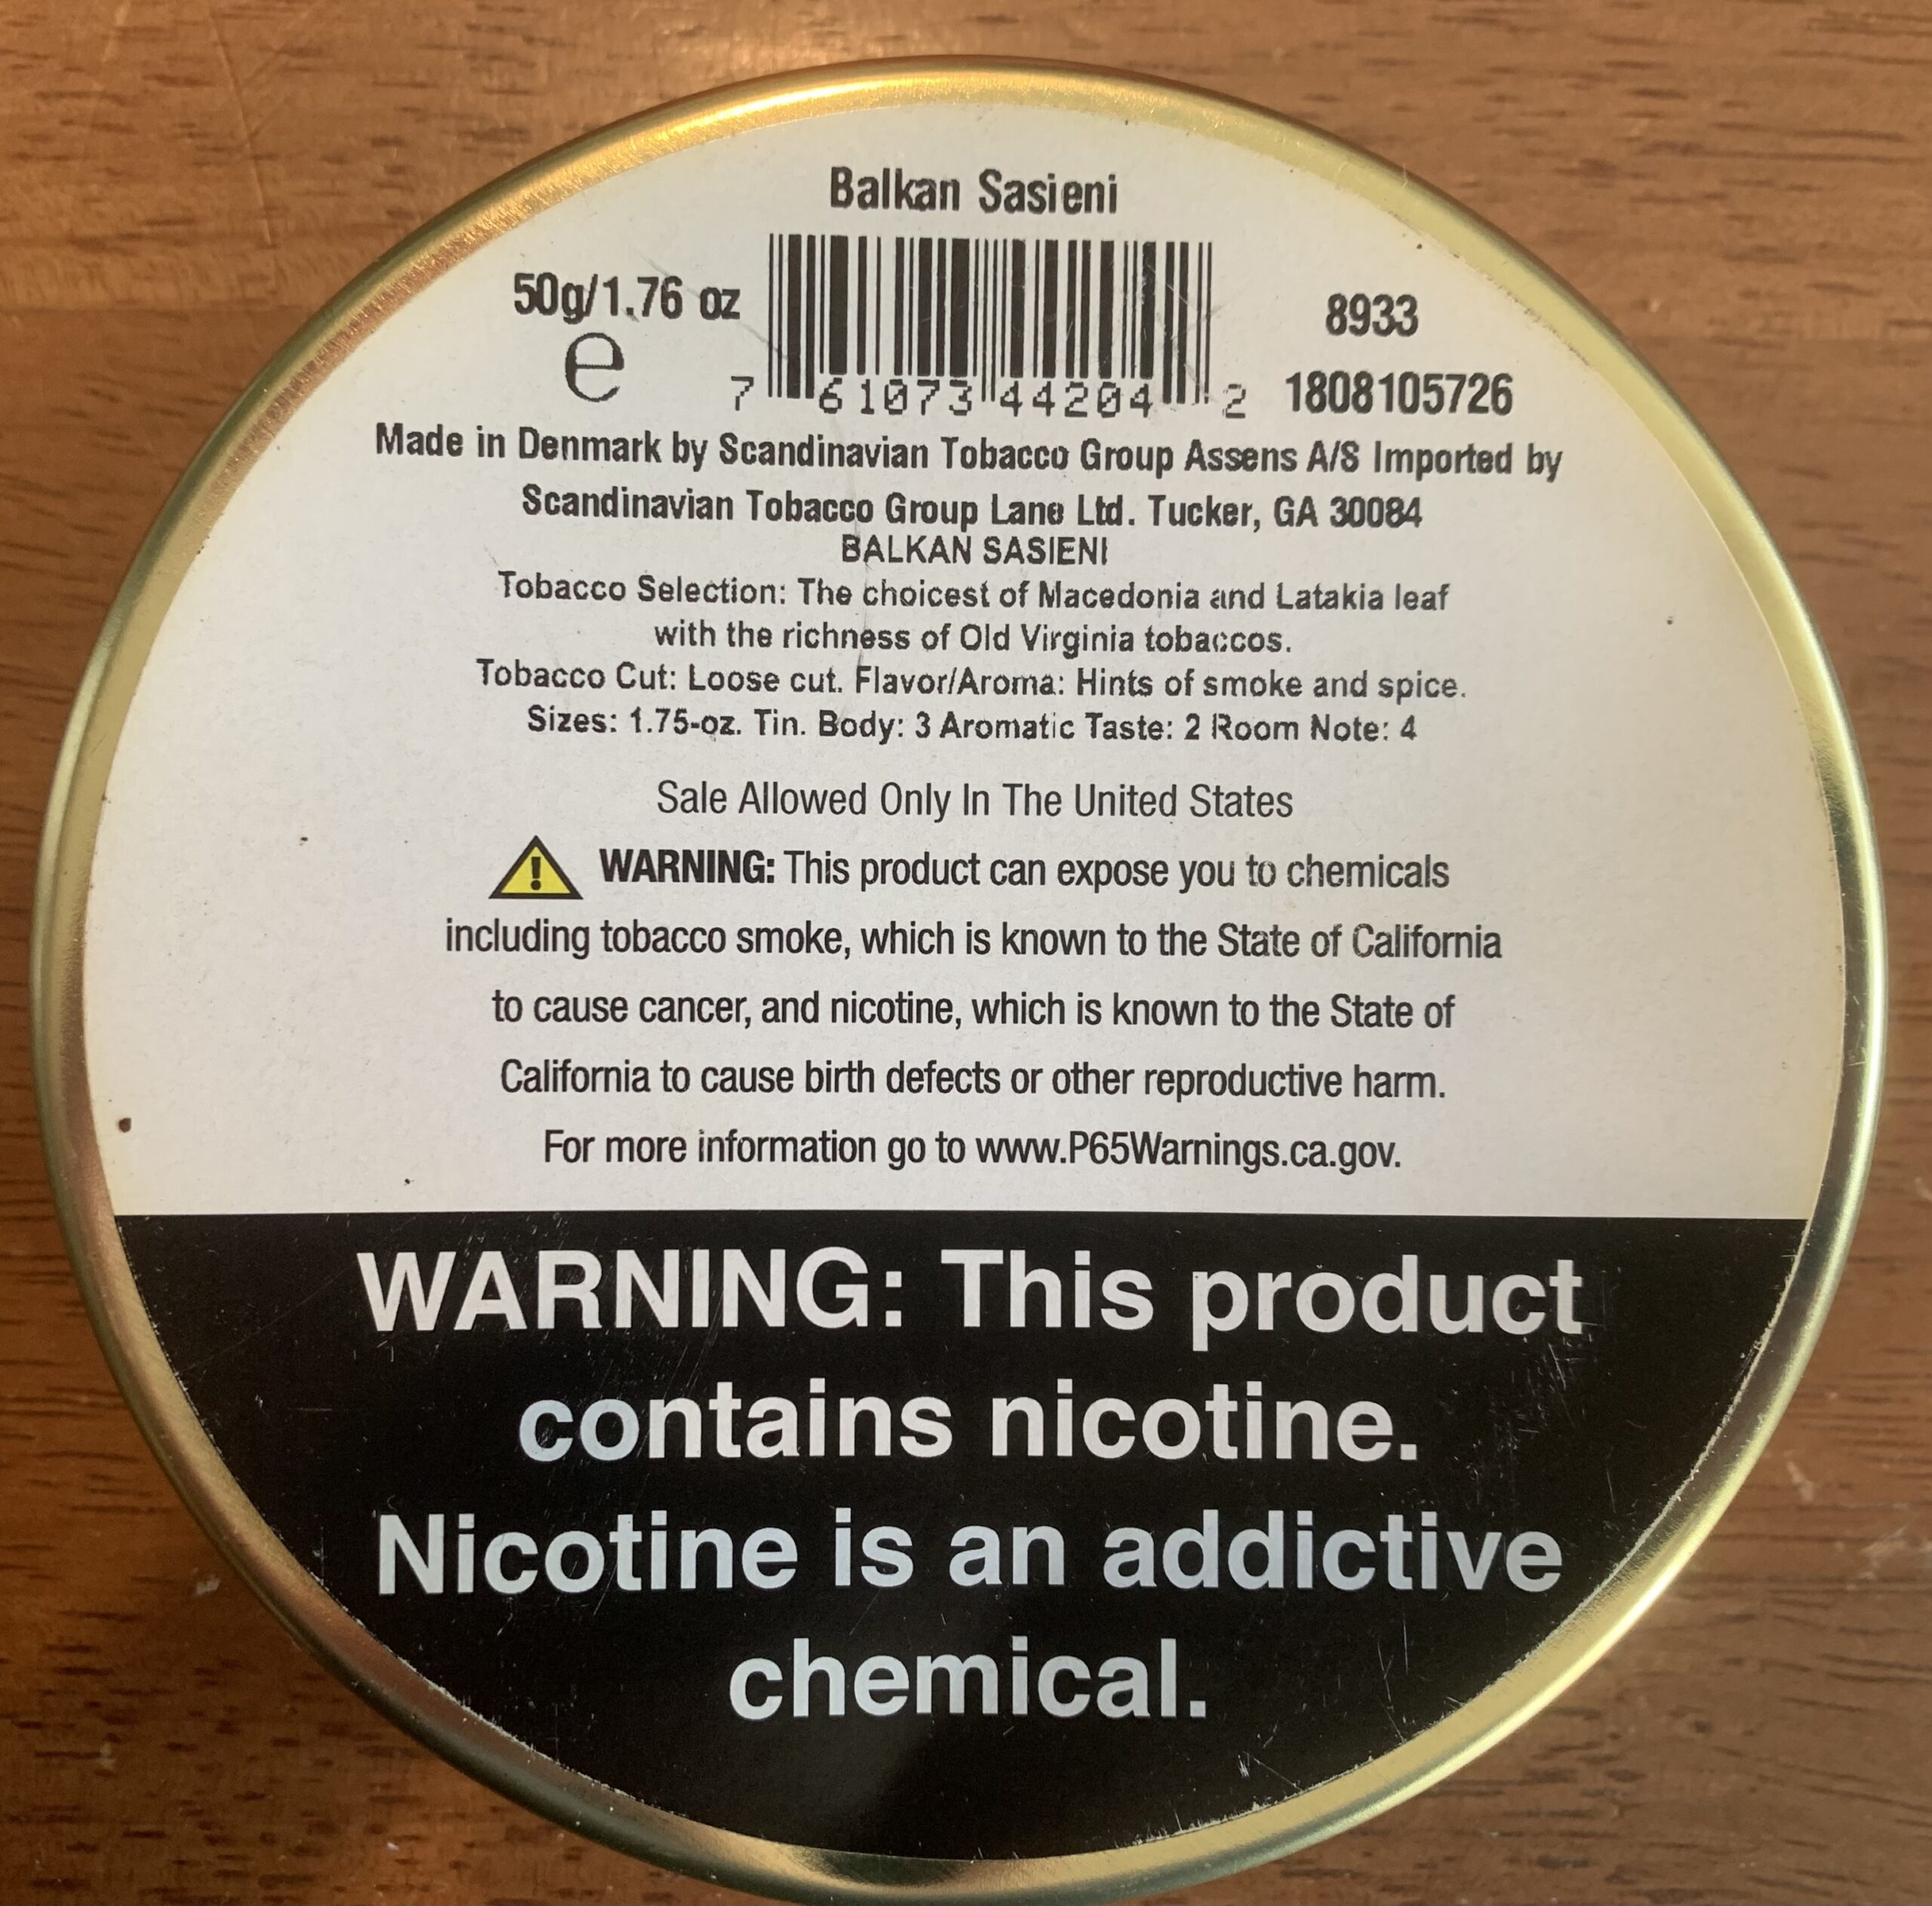 Balkan Sasieni
50g/1.76 oz
e
7 61073 44204 2
8933
1808105726
Made in Denmark by Scandinavian Tobacco Group Assens A/S Imported by
Scandinavian Tobacco Group Lane Ltd. Tucker, GA 30084
BALKAN SASIENI
Tobacco Selection: The choicest of Macedonia and Latakia leaf
with the richness of Old Virginia tobaccos.
Tobacco Cut: Loose cut. Flavor/Aroma: Hints of smoke and spice.
Sizes: 1.75-oz. Tin. Body: 3 Aromatic Taste: 2 Room Note: 4
Sale Allowed Only In The United States
WARNING: This product can expose you to chemicals
including tobacco smoke, which is known to the State of California
to cause cancer, and nicotine, which is known to the State of
California to cause birth defects or other reproductive harm.
For more information go to www.P65Warnings.ca.gov.
WARNING: This product
contains nicotine.
Nicotine is an addictive
chemical.